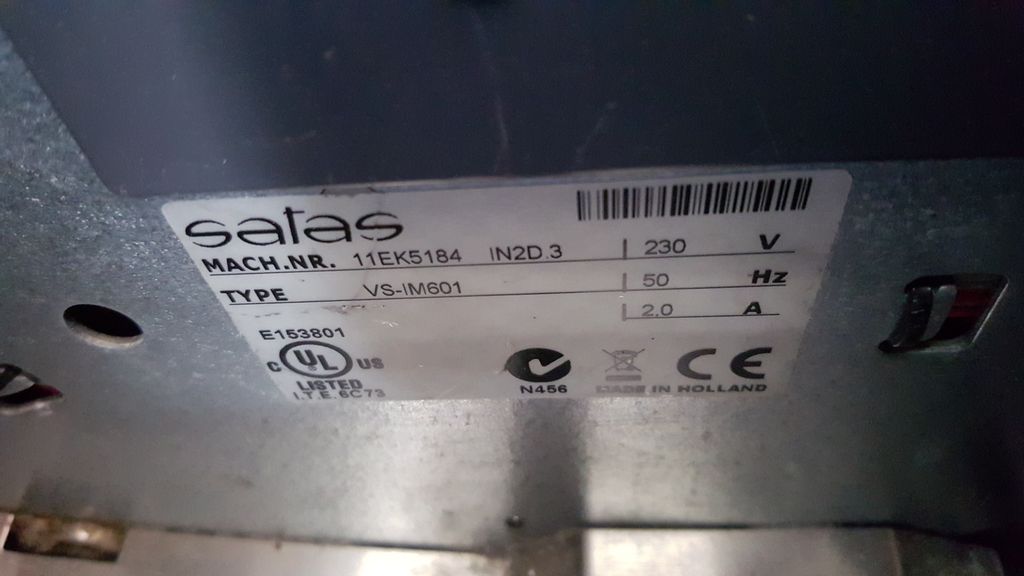 satas
MACH.NR. 11EK5184 IN2D.3 230 V
TYPE VS-IM601 50 Hz
2.0 A
E153801
C UL US
LISTED
I.T.E. 6C73
N456
CE
MADE IN HOLLAND